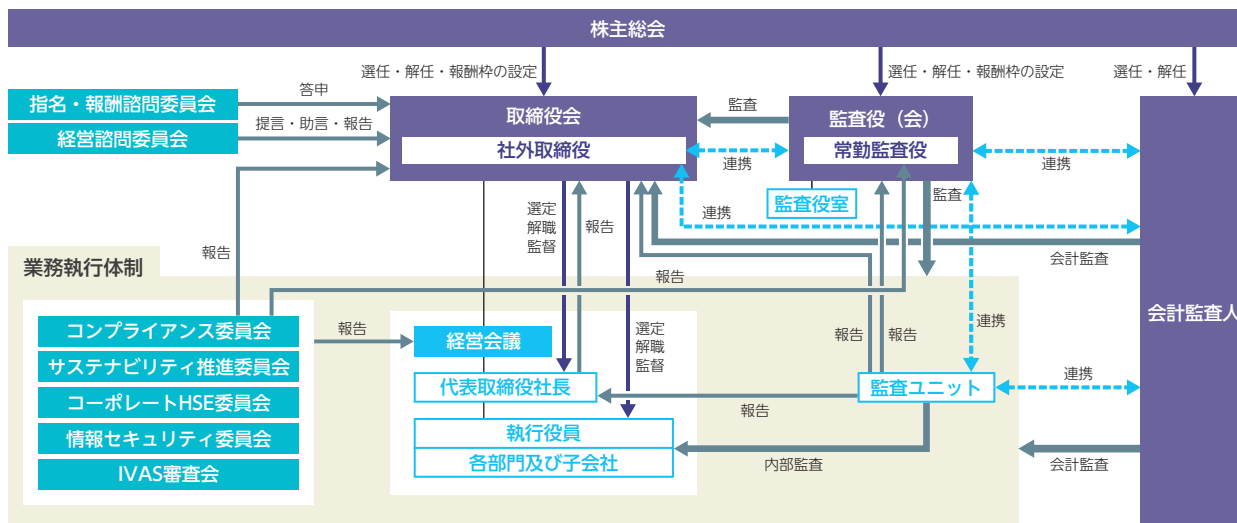 株主総会
選任・解任・報酬枠の設定
選任・解任・報酬枠の設定
選任・解任
指名・報酬諮問委員会
答申
経営諮問委員会
提言・助言・報告
取締役会
社外取締役
監査
監査役（会）
常勤監査役
連携
連携
監査役室
監査
選定
解職
監督
報告
連携
会計監査
報告
業務執行体制
報告
会計監査人
コンプライアンス委員会
サステナビリティ推進委員会
コーポレートHSE委員会
情報セキュリティ委員会
IVAS審査会
報告
経営会議
選定
解職
監督
報告
報告
連携
代表取締役社長
監査ユニット
連携
報告
執行役員
各部門及び子会社
内部監査
会計監査